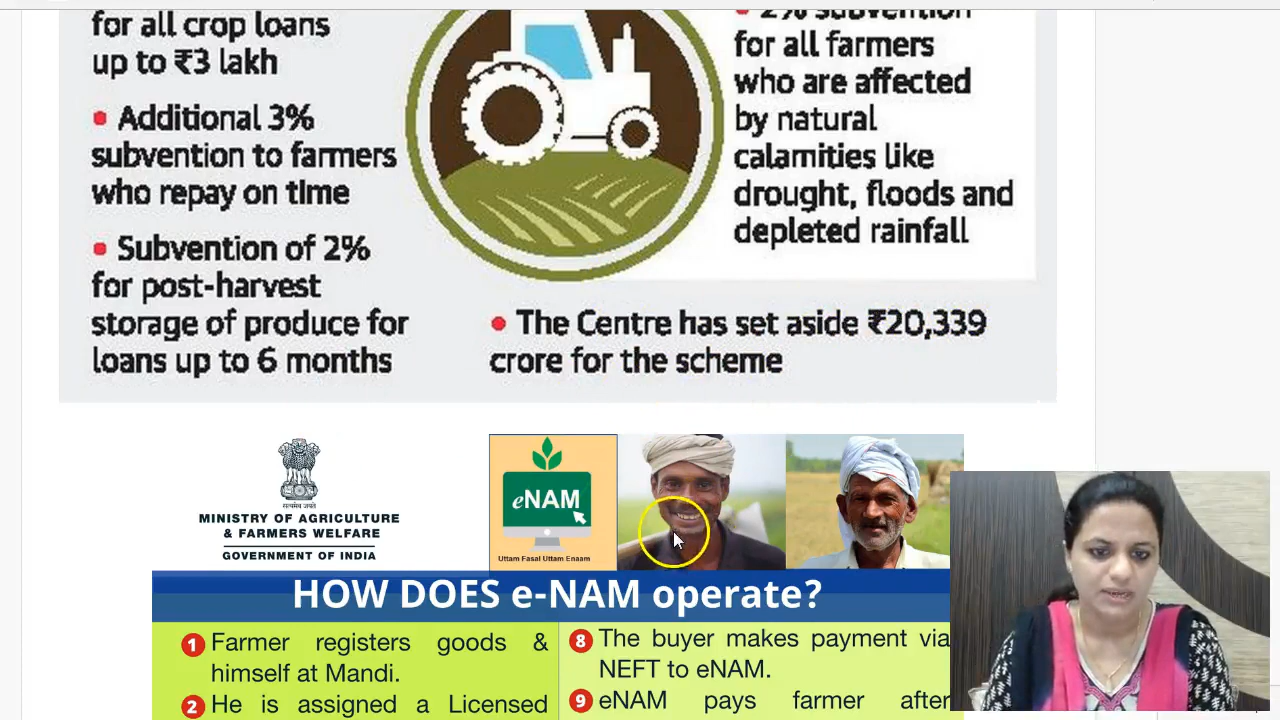 for all crop loans
up to ₹3 lakh
• Additional 3%
subvention to farmers
who repay on time
• Subvention of 2%
for post-harvest
storage of produce for
loans up to 6 months
• 2% subvention
for all farmers
who are affected
by natural
calamities like
drought, floods and
depleted rainfall
• The Centre has set aside ₹20,339
crore for the scheme
सत्यमेव जयते
MINISTRY OF AGRICULTURE
& FARMERS WELFARE
GOVERNMENT OF INDIA
eNAM
Uttam Fasal Uttam Enaam
HOW DOES e-NAM operate?
1 Farmer registers goods &
himself at Mandi.
2 He is assigned a Licensed
8 The buyer makes payment via
NEFT to eNAM.
9 eNAM pays farmer after